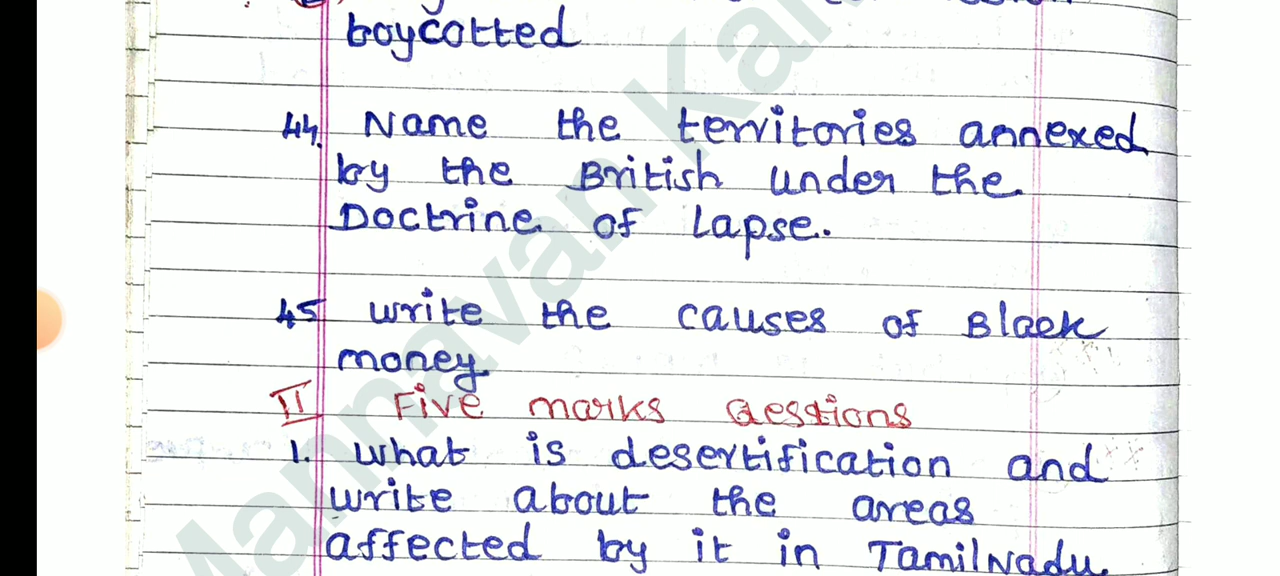 boycotted
44. Name the territories annexed
by the British under the
Doctrine of Lapse.
45 write the causes of Black
money
II Five marks Qestions
1. what is desertification and
write about the areas
affected by it in TamilNadu.
Mannavan Kan